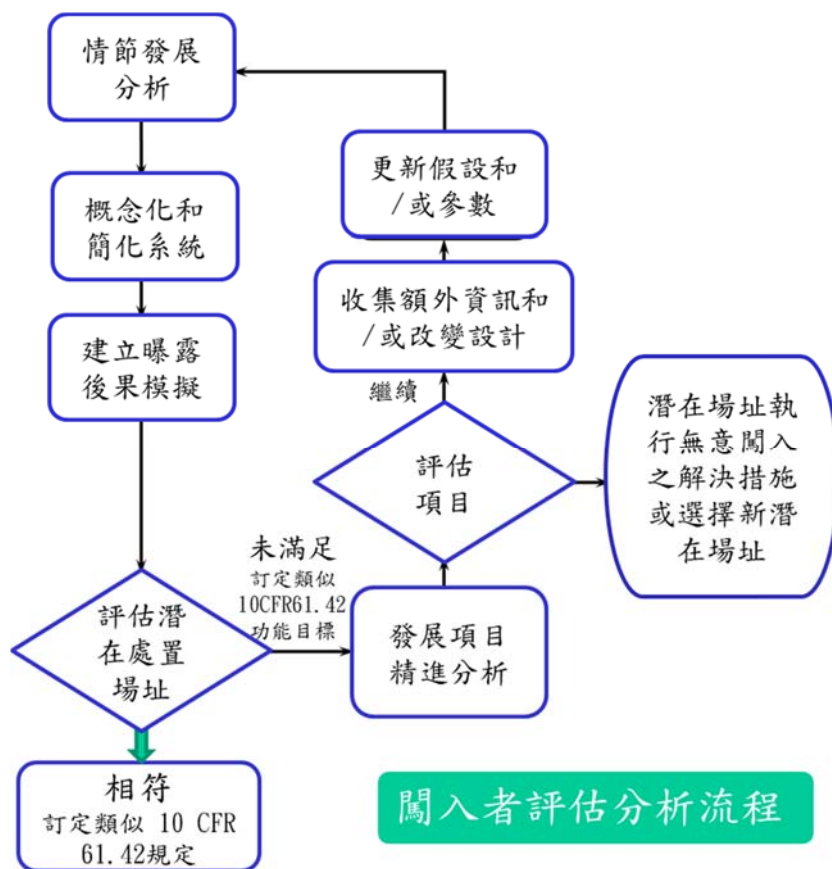 情節發展
分析
概念化和
簡化系統
建立曝露
後果模擬
評估潛
在處置
場址
相符
訂定類似 10 CFR
61.42規定
未滿足
訂定類似
10CFR61.42
功能目標
發展項目
精進分析
評估
項目
繼續
收集額外資訊和
/或改變設計
更新假設和
/或參數
潛在場址執
行無意闖入
之解決措施
或選擇新潛
在場址
闖入者評估分析流程